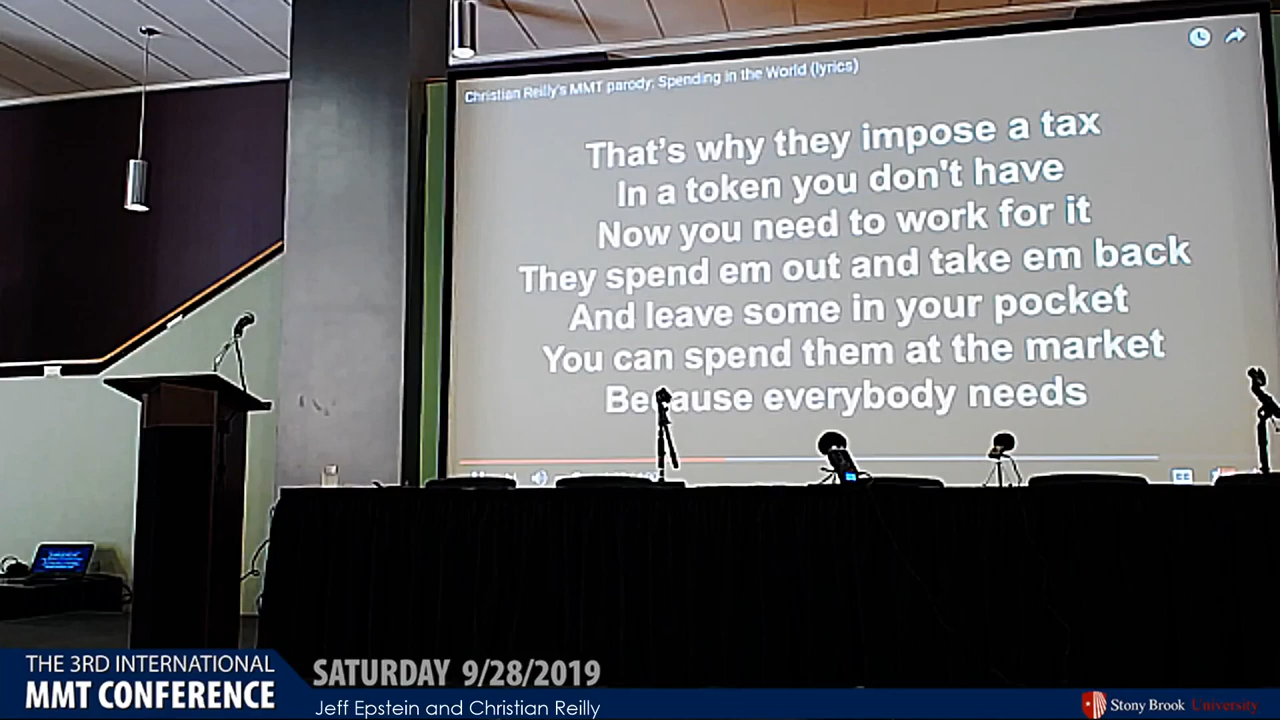 Christian Reilly's MMT parody: Spending in the World (lyrics)
That's why they impose a tax
In a token you don't have
Now you need to work for it
They spend em out and take em back
And leave some in your pocket
You can spend them at the market
Because everybody needs
THE 3RD INTERNATIONAL
MMT CONFERENCE
SATURDAY 9/28/2019
Jeff Epstein and Christian Reilly
Stony Brook University